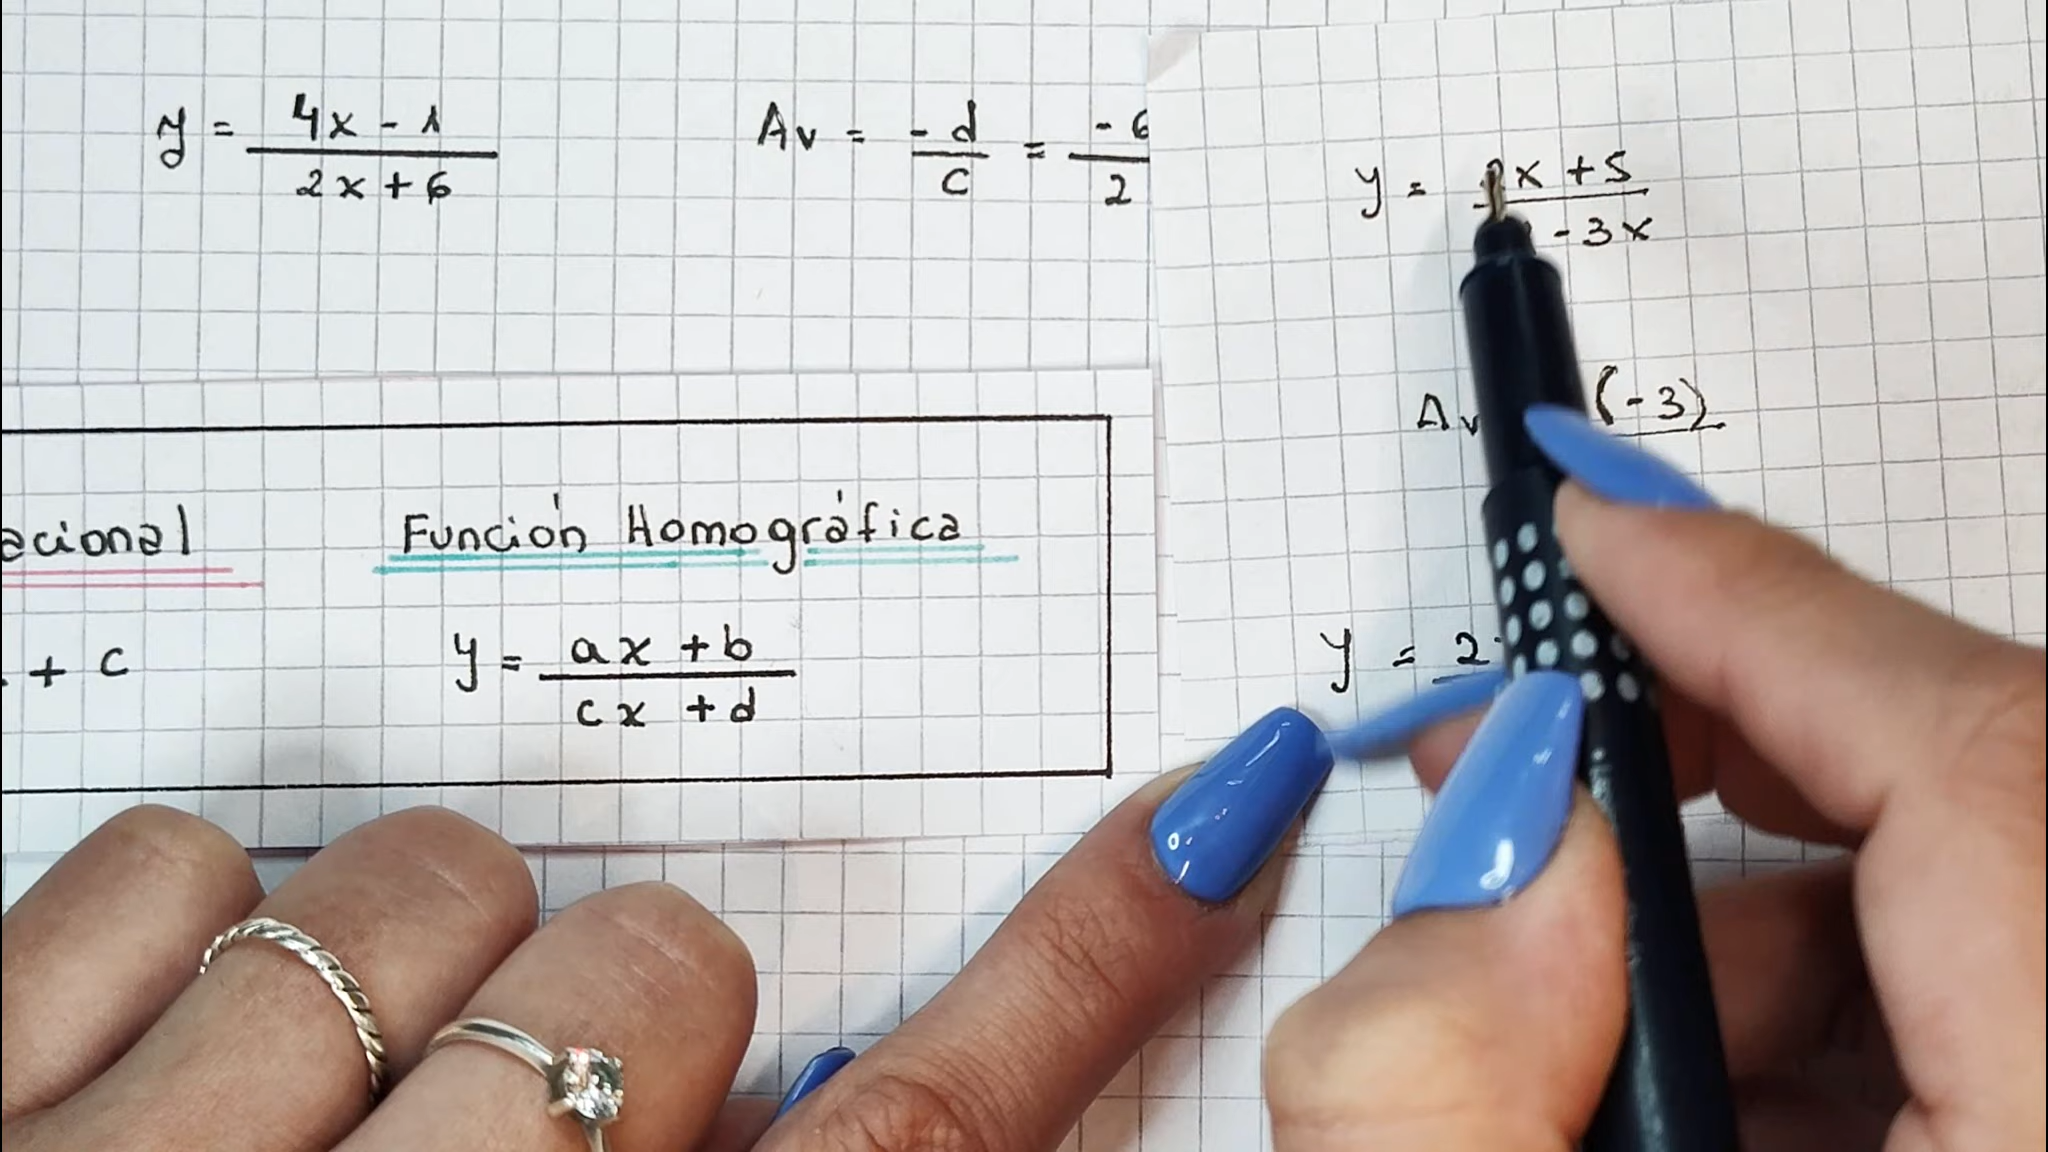 y = 4x - 1
2x + 6
Av = -d = -6
c 2
acional
+ c
Función Homográfica
y = ax + b
cx + d
y = x + 5
- 3x
Av (-3)
y = 2